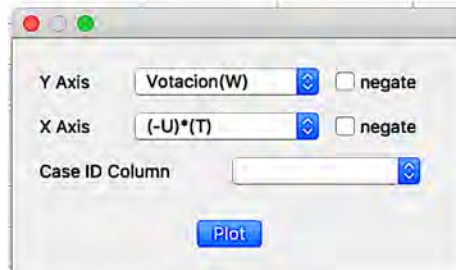 Y Axis Votacion(W) negate
X Axis (-U)*(T) negate
Case ID Column
Plot